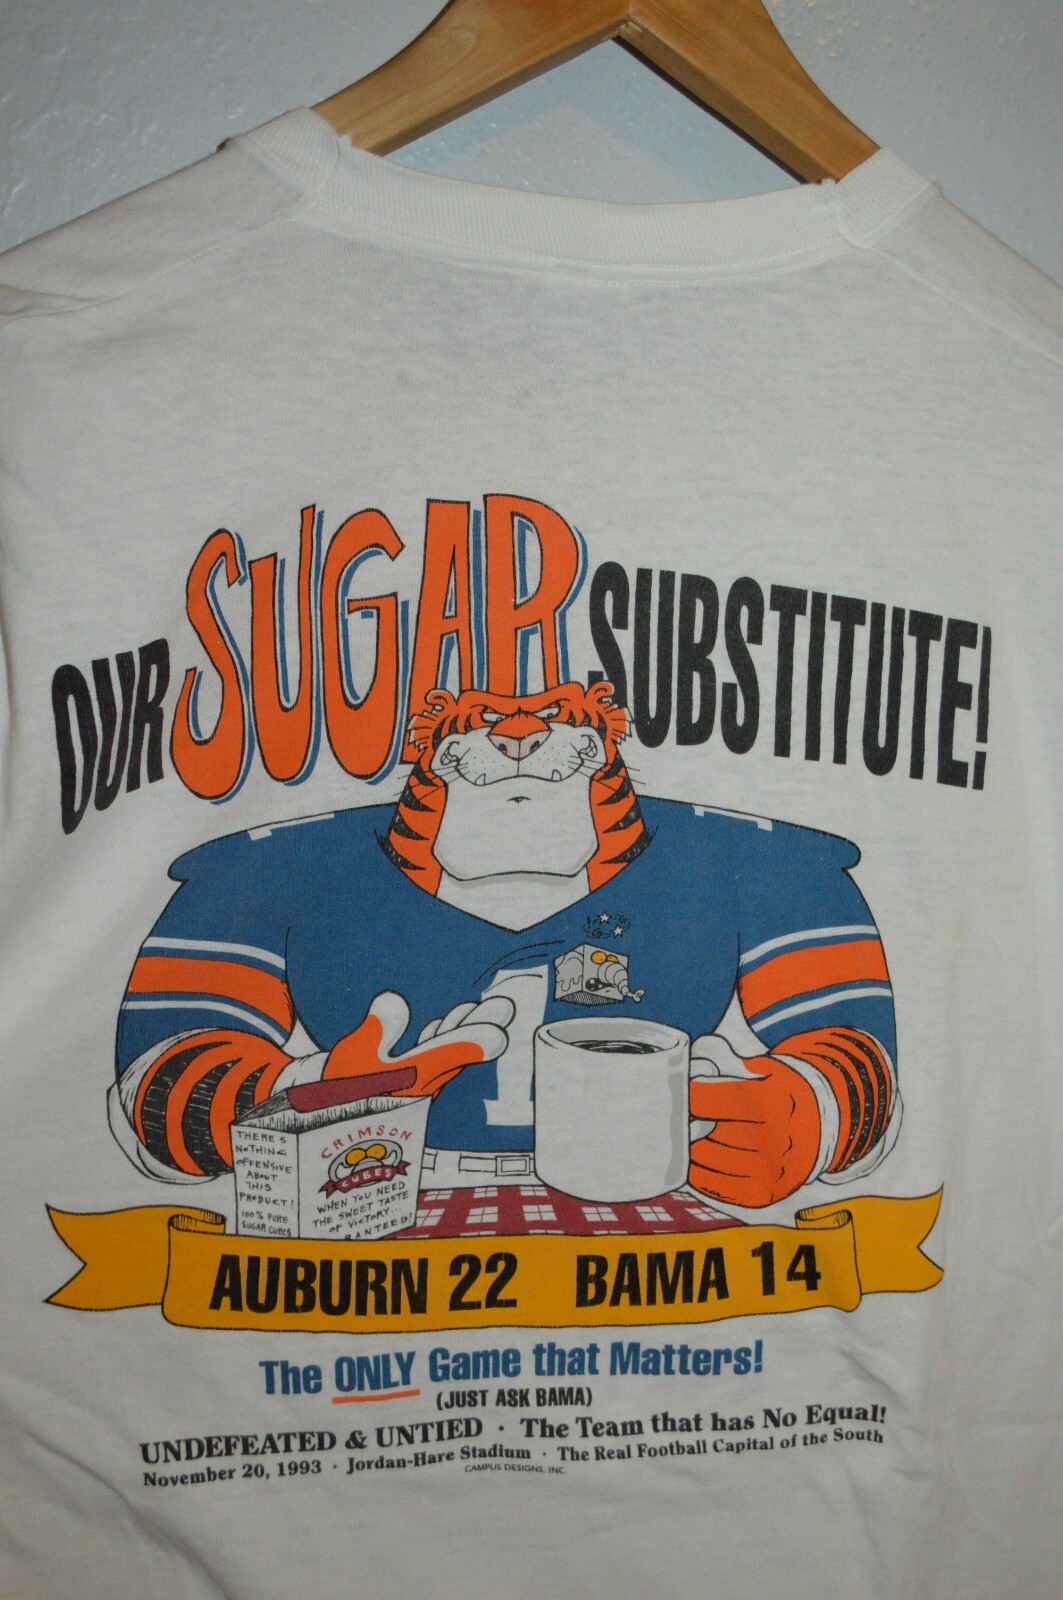 OUR SUGAR SUBSTITUTE!
1
THERE'S
NOTHING
OFFENSIVE
ABOUT
THIS
PRODUCT!
100% PURE
SUGAR CUBES
CRIMSON
CUBES
WHEN YOU NEED
THE SWEET TASTE
OF VICTORY...
RANTEED!
AUBURN 22 BAMA 14
The ONLY Game that Matters!
(JUST ASK BAMA)
UNDEFEATED & UNTIED · The Team that has No Equal!
November 20, 1993 · Jordan-Hare Stadium · The Real Football Capital of the South
CAMPUS DESIGNS, INC.